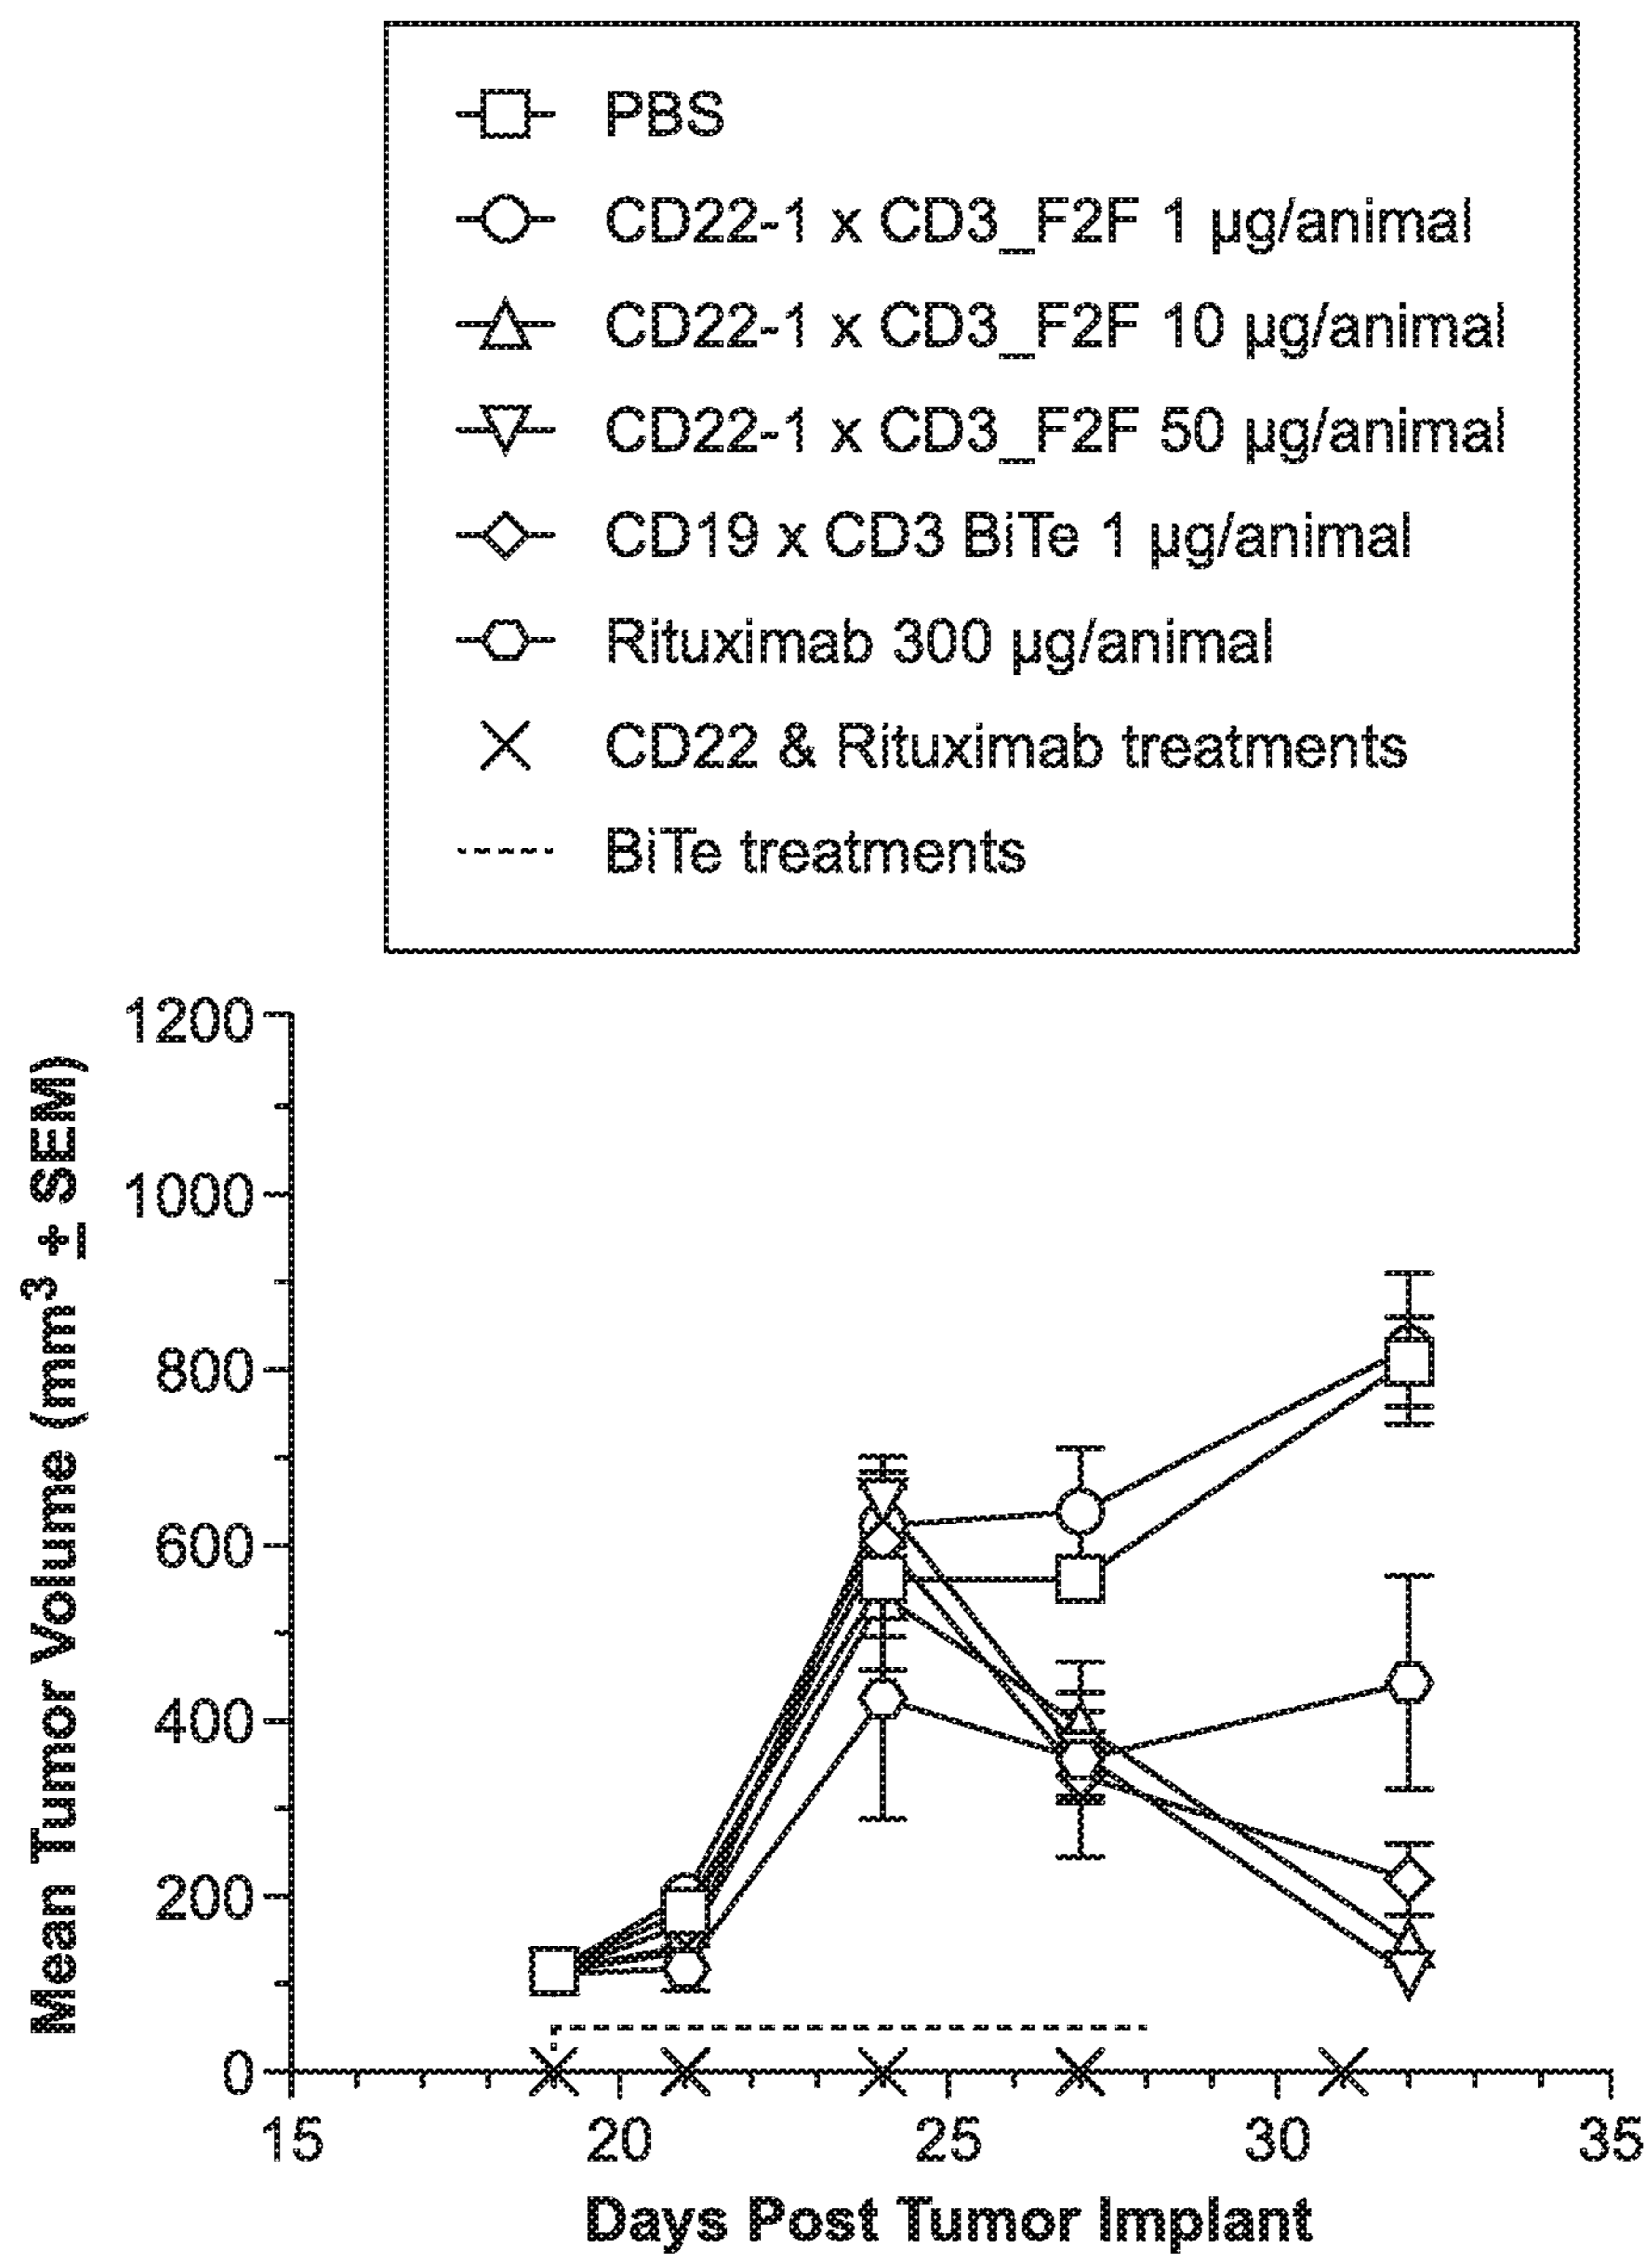 PBS
CD22-1 x CD3_F2F 1 µg/animal
CD22-1 x CD3_F2F 10 µg/animal
CD22-1 x CD3_F2F 50 µg/animal
CD19 x CD3 BiTe 1 µg/animal
Rituximab 300 µg/animal
CD22 & Rituximab treatments
BiTe treatments
Mean Tumor Volume (mm³ ± SEM)
1200
1000
800
600
400
200
0
15 20 25 30 35
Days Post Tumor Implant